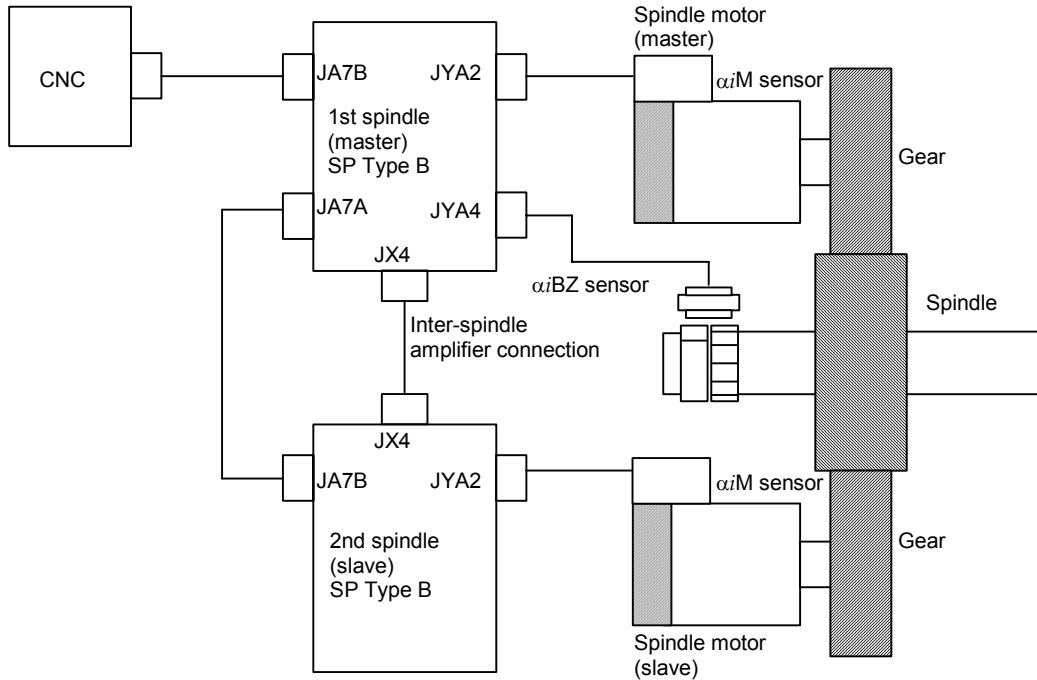 Spindle motor
(master)
CNC
JA7B
JYA2
αiM sensor
1st spindle
(master)
SP Type B
Gear
JA7A
JYA4
JX4
αiBZ sensor
Spindle
Inter-spindle
amplifier connection
JX4
JA7B
JYA2
αiM sensor
2nd spindle
(slave)
SP Type B
Gear
Spindle motor
(slave)